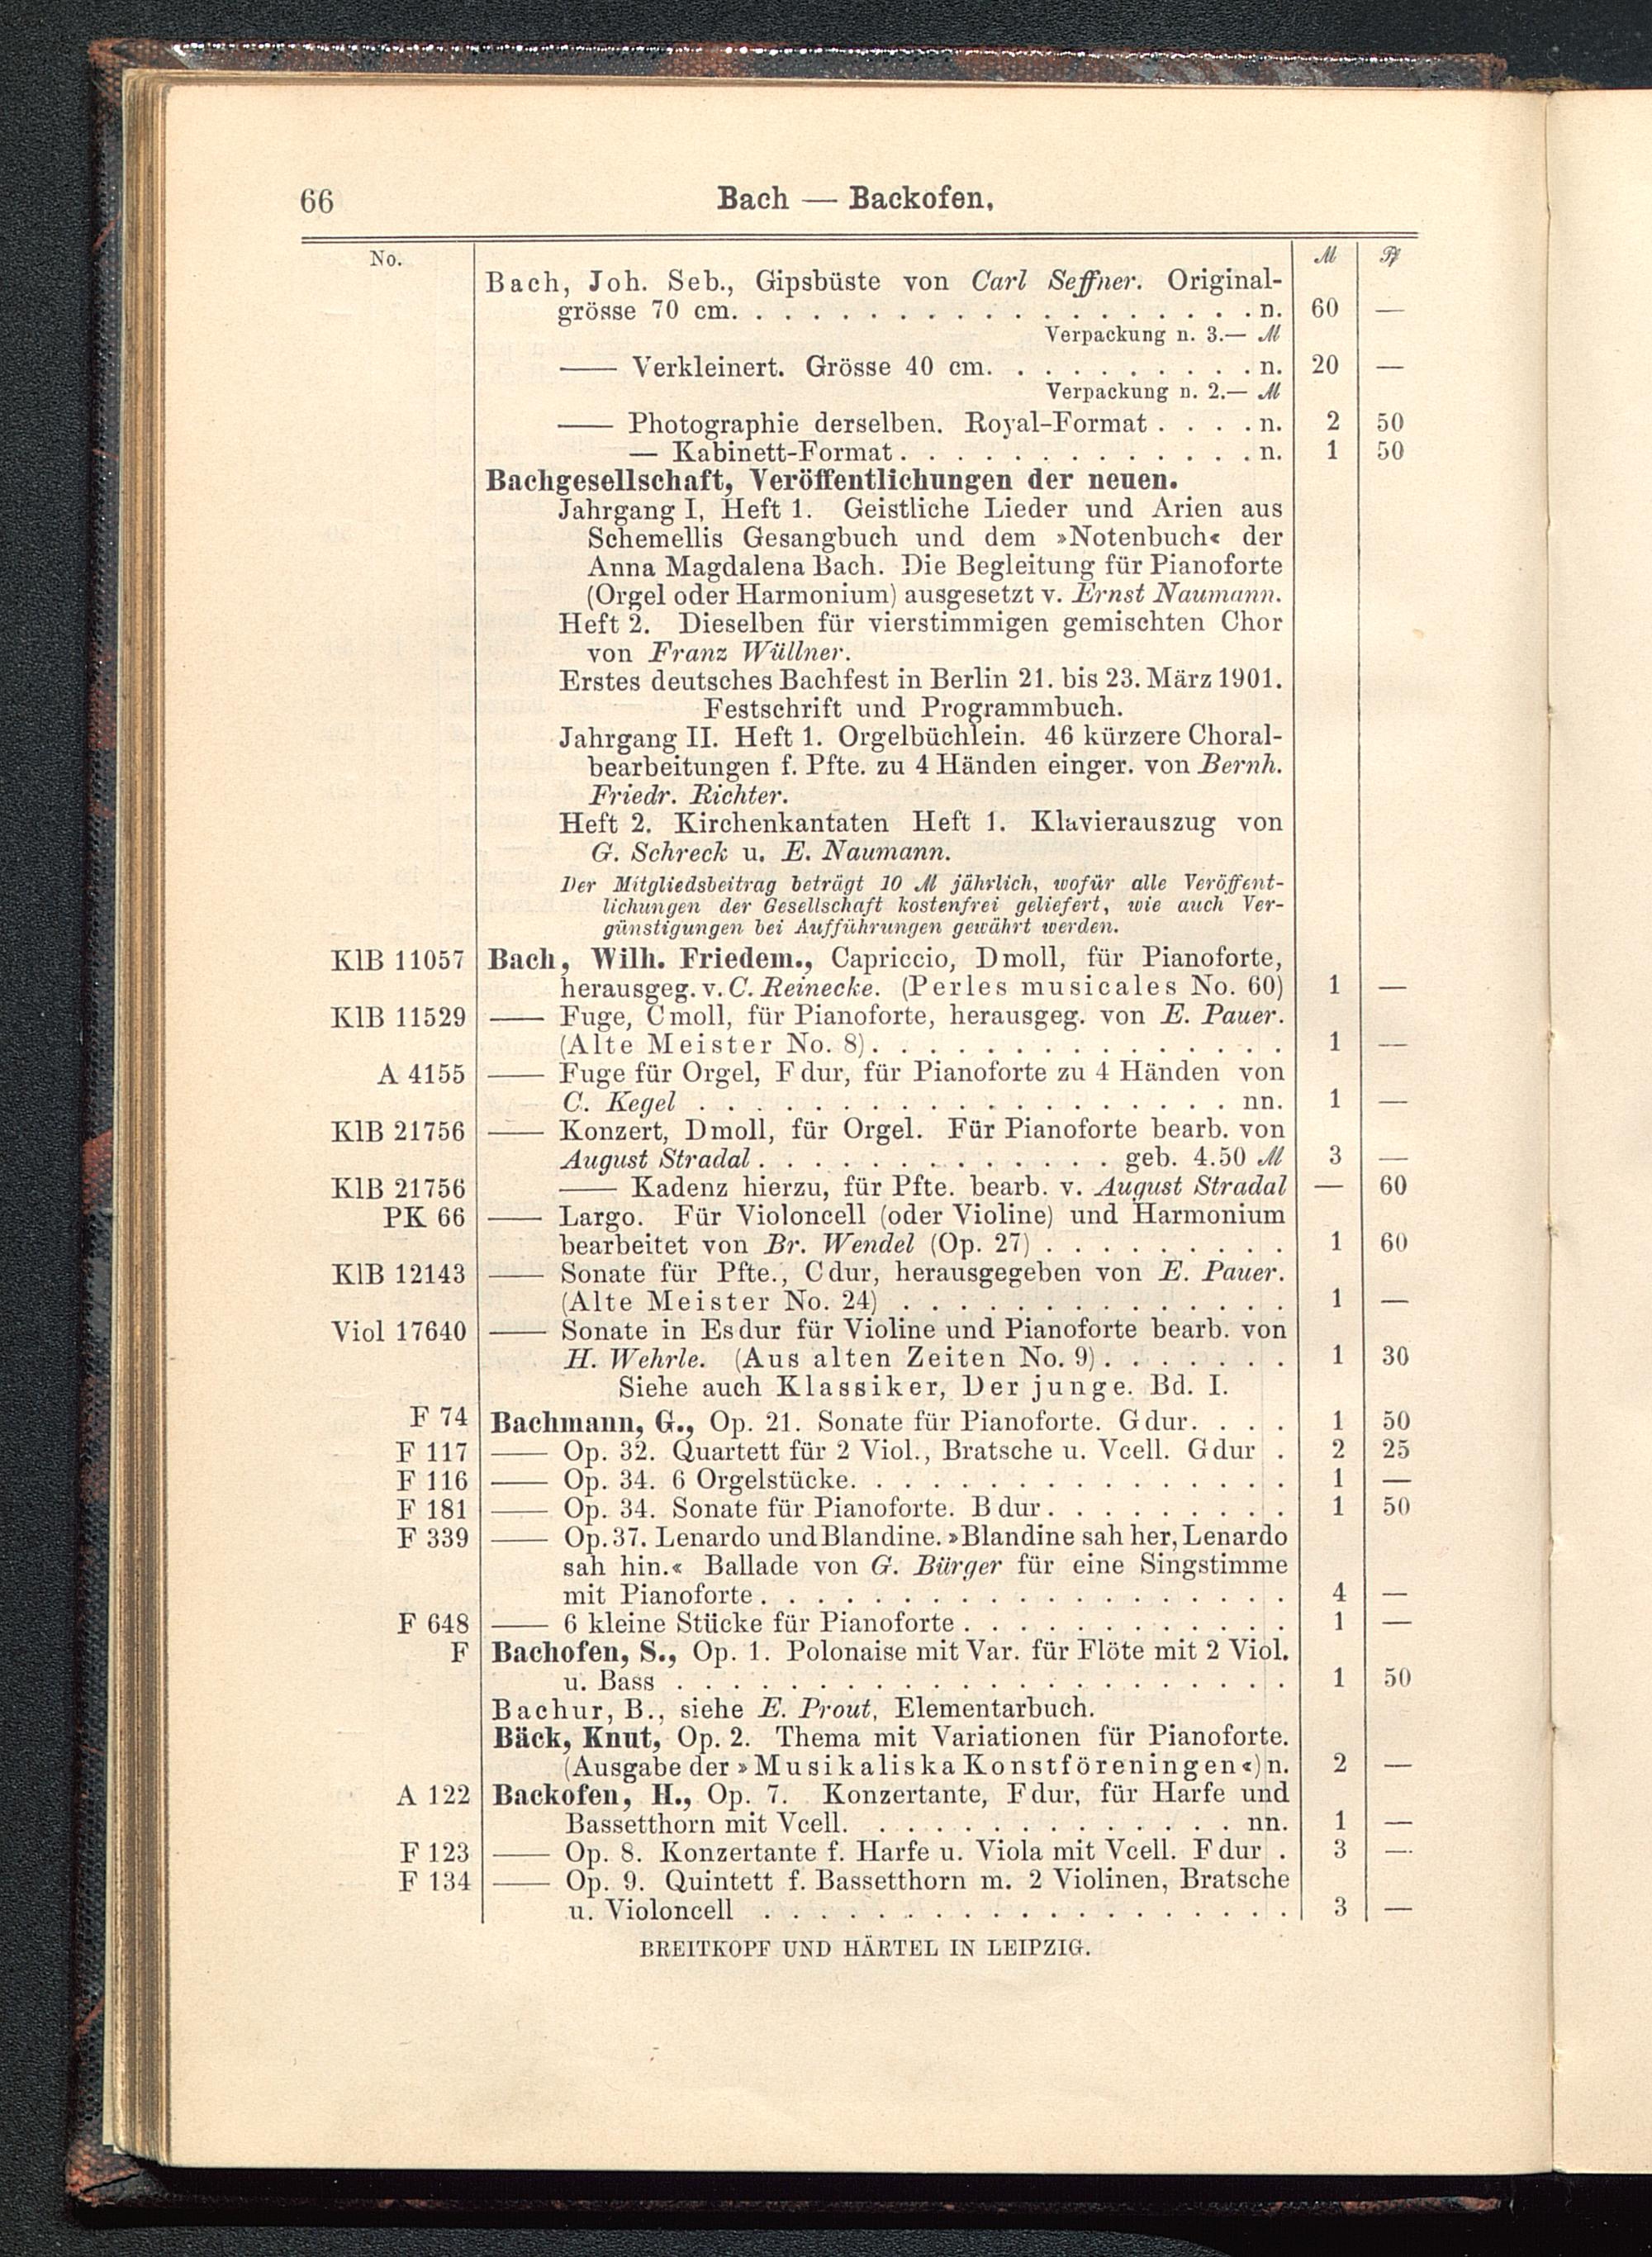 66 Bach — Backofen.
No. ℳ ₰
Bach, Joh. Seb., Gipsbüste von Carl Seffner. Original-
grösse 70 cm. . . . . . . . . . . . . . . . . . . n. 60 —
Verpackung n. 3.— ℳ
—— Verkleinert. Grösse 40 cm. . . . . . . . . . n. 20 —
Verpackung n. 2.— ℳ
—— Photographie derselben. Royal-Format . . . . n. 2 50
— Kabinett-Format . . . . . . . . . . . . . n. 1 50
Bachgesellschaft, Veröffentlichungen der neuen.
Jahrgang I, Heft 1. Geistliche Lieder und Arien aus
Schemellis Gesangbuch und dem »Notenbuch« der
Anna Magdalena Bach. Die Begleitung für Pianoforte
(Orgel oder Harmonium) ausgesetzt v. Ernst Naumann.
Heft 2. Dieselben für vierstimmigen gemischten Chor
von Franz Wüllner.
Erstes deutsches Bachfest in Berlin 21. bis 23. März 1901.
Festschrift und Programmbuch.
Jahrgang II. Heft 1. Orgelbüchlein. 46 kürzere Choral-
bearbeitungen f. Pfte. zu 4 Händen einger. von Bernh.
Friedr. Richter.
Heft 2. Kirchenkantaten Heft 1. Klavierauszug von
G. Schreck u. E. Naumann.
Der Mitgliedsbeitrag beträgt 10 ℳ jährlich, wofür alle Veröffent-
lichungen der Gesellschaft kostenfrei geliefert, wie auch Ver-
günstigungen bei Aufführungen gewährt werden.
KlB 11057 Bach, Wilh. Friedem., Capriccio, Dmoll, für Pianoforte,
herausgeg. v. C. Reinecke. (Perles musicales No. 60) 1 —
KlB 11529 —— Fuge, Cmoll, für Pianoforte, herausgeg. von E. Pauer.
(Alte Meister No. 8) . . . . . . . . . . . . . . . 1 —
A 4155 —— Fuge für Orgel, Fdur, für Pianoforte zu 4 Händen von
C. Kegel . . . . . . . . . . . . . . . . . . . nn. 1 —
KlB 21756 —— Konzert, Dmoll, für Orgel. Für Pianoforte bearb. von
August Stradal . . . . . . . . . . . . . geb. 4.50 ℳ 3 —
KlB 21756 —— Kadenz hierzu, für Pfte. bearb. v. August Stradal — 60
PK 66 —— Largo. Für Violoncell (oder Violine) und Harmonium
bearbeitet von Br. Wendel (Op. 27) . . . . . . . . . 1 60
KlB 12143 —— Sonate für Pfte., Cdur, herausgegeben von E. Pauer.
(Alte Meister No. 24) . . . . . . . . . . . . . . 1 —
Viol 17640 —— Sonate in Esdur für Violine und Pianoforte bearb. von
H. Wehrle. (Aus alten Zeiten No. 9) . . . . . . . 1 30
Siehe auch Klassiker, Der junge. Bd. I.
F 74 Bachmann, G., Op. 21. Sonate für Pianoforte. Gdur. . . . 1 50
F 117 —— Op. 32. Quartett für 2 Viol., Bratsche u. Vcell. Gdur . 2 25
F 116 —— Op. 34. 6 Orgelstücke. . . . . . . . . . . . . . . . 1 —
F 181 —— Op. 34. Sonate für Pianoforte. Bdur . . . . . . . . . 1 50
F 339 —— Op. 37. Lenardo und Blandine. »Blandine sah her, Lenardo
sah hin.« Ballade von G. Bürger für eine Singstimme
mit Pianoforte . . . . . . . . . . . . . . . . . . . 4 —
F 648 —— 6 kleine Stücke für Pianoforte . . . . . . . . . . . . 1 —
F Bachofen, S., Op. 1. Polonaise mit Var. für Flöte mit 2 Viol.
u. Bass . . . . . . . . . . . . . . . . . . . . . . 1 50
Bachur, B., siehe E. Prout, Elementarbuch.
Bäck, Knut, Op. 2. Thema mit Variationen für Pianoforte.
(Ausgabe der »Musikaliska Konstföreningen«) n. 2 —
A 122 Backofen, H., Op. 7. Konzertante, Fdur, für Harfe und
Bassetthorn mit Vcell. . . . . . . . . . . . . . . nn. 1 —
F 123 —— Op. 8. Konzertante f. Harfe u. Viola mit Vcell. Fdur . 3 —
F 134 —— Op. 9. Quintett f. Bassetthorn m. 2 Violinen, Bratsche
u. Violoncell . . . . . . . . . . . . . . . . . . . 3 —
BREITKOPF UND HÄRTEL IN LEIPZIG.